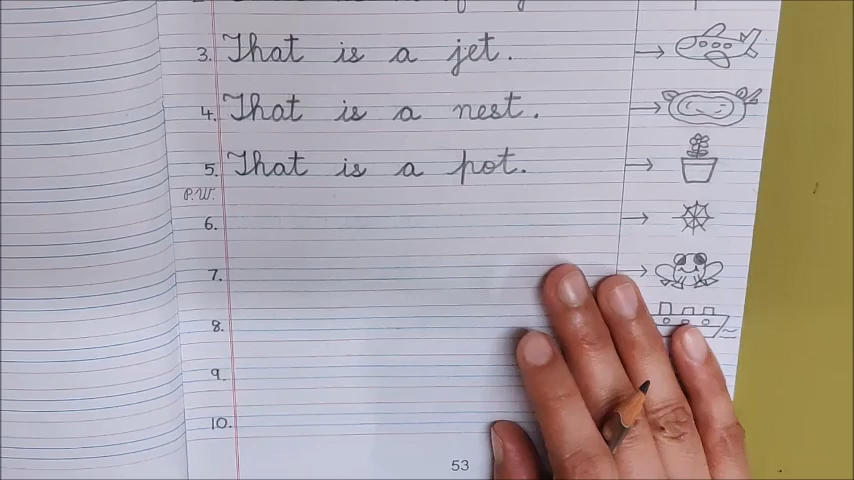 3. That is a jet.
4. That is a nest.
5. That is a pot.
P.W.
6.
7.
8.
9.
10.
53